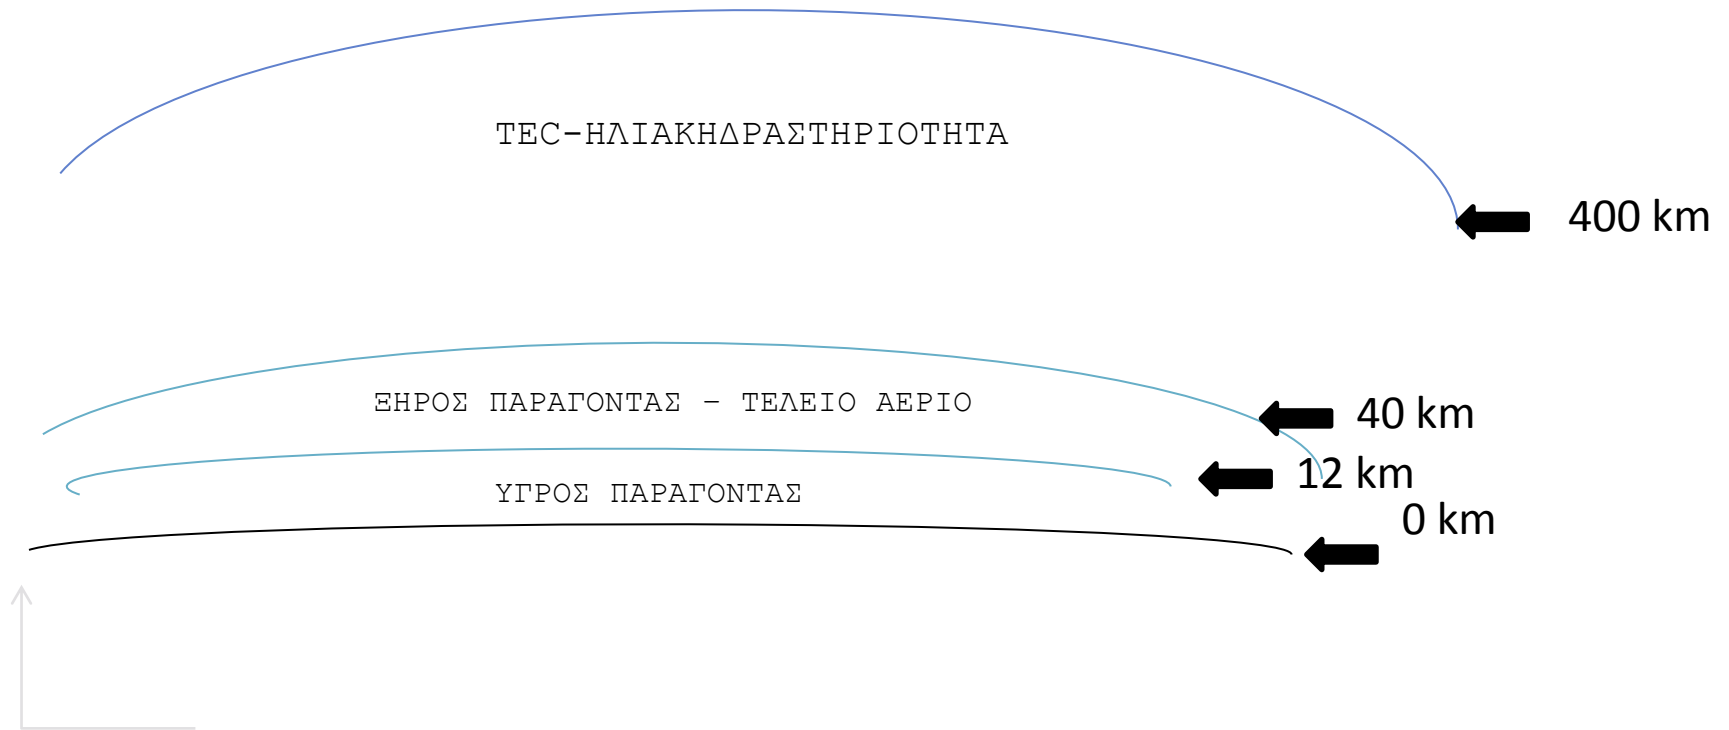 TEC-ΗΛΙΑΚΗΔΡΑΣΤΗΡΙΟΤΗΤΑ
400 km
ΞΗΡΟΣ ΠΑΡΑΓΟΝΤΑΣ – ΤΕΛΕΙΟ ΑΕΡΙΟ
40 km
12 km
ΥΓΡΟΣ ΠΑΡΑΓΟΝΤΑΣ
0 km